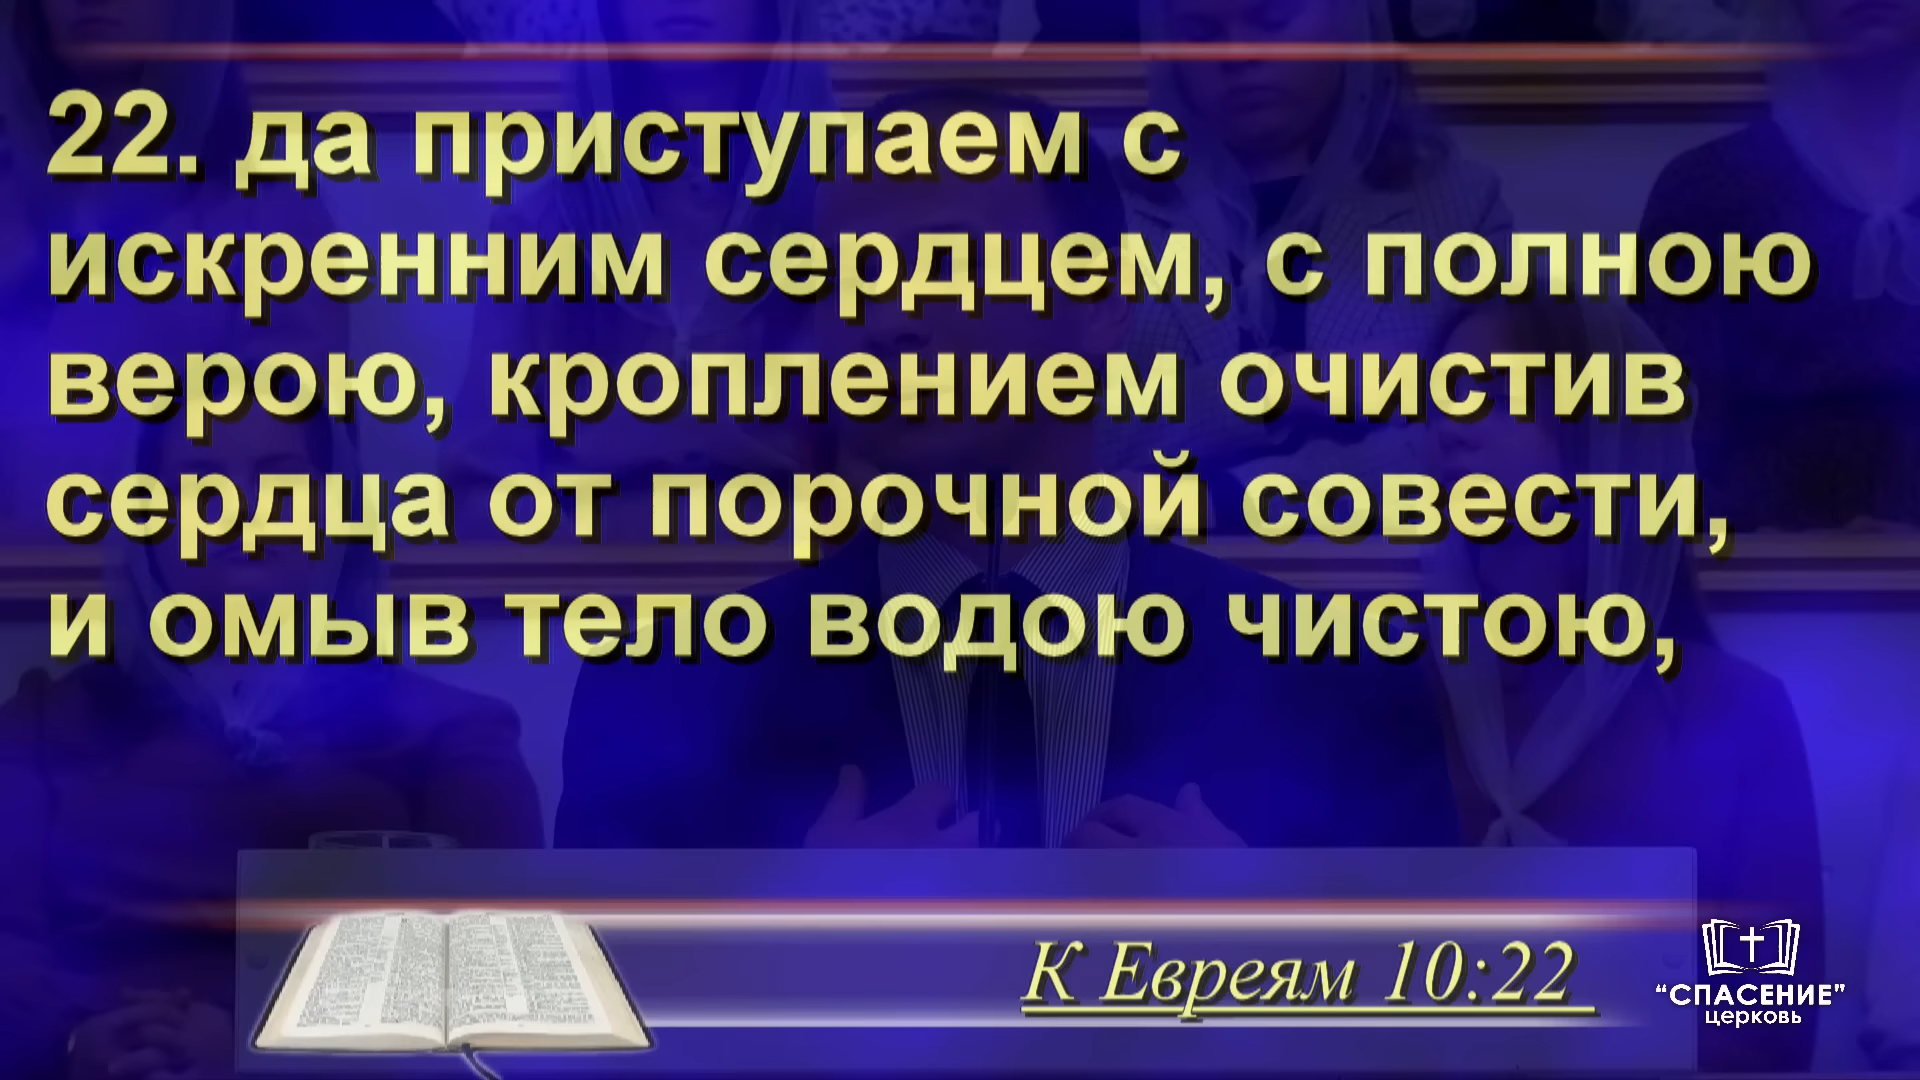 22. да приступаем с
искренним сердцем, с полною
верою, кроплением очистив
сердца от порочной совести,
и омыв тело водою чистою,
К Евреям 10:22
“СПАСЕНИЕ”
церковь